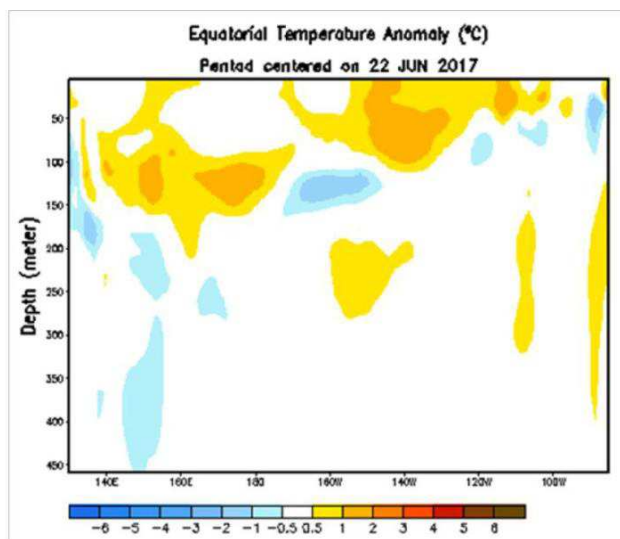 Equatorial Temperature Anomaly (°C)
Pentad centered on 22 JUN 2017
Depth (meter)
50
100
150
200
250
300
350
400
450
140E 160E 180 160W 140W 120W 100W
-6 -5 -4 -3 -2 -1 -0.5 0.5 1 2 3 4 5 6